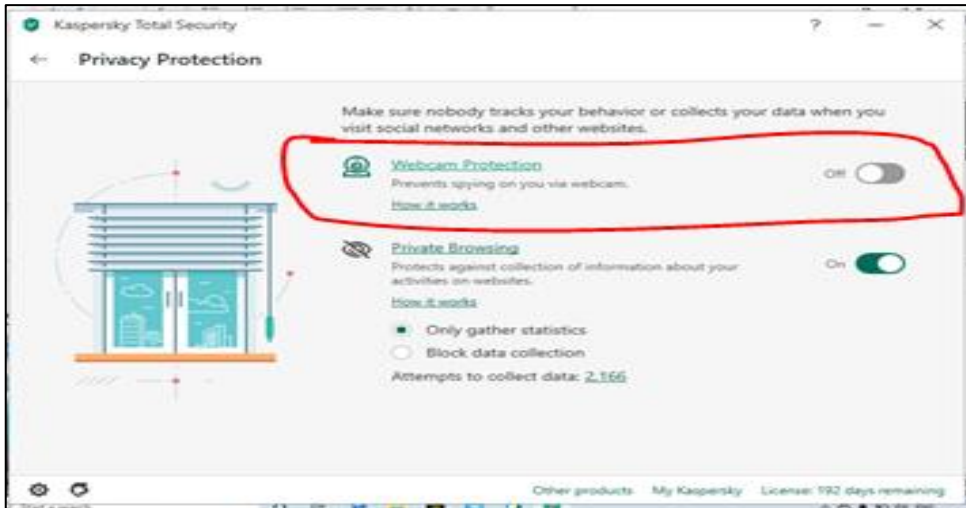 Kaspersky Total Security
?
Privacy Protection
Make sure nobody tracks your behavior or collects your data when you
visit social networks and other websites.
Webcam Protection
Off
Prevents spying on you via webcam.
How it works
Private Browsing
On
Protects against collection of information about your
activities on websites.
How it works
Only gather statistics
Block data collection
Attempts to collect data: 2,166
Other products My Kaspersky License: 192 days remaining